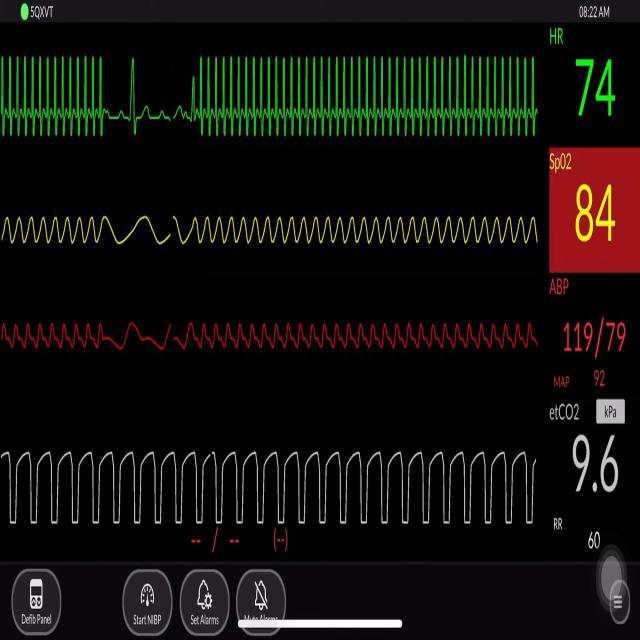 5QXVT
08:22 AM
HR
74
Sp02
84
ABP
119/79
MAP 92
etCO2 kPa
9.6
RR
60
-- / -- (--)
Defib Panel
Start NIBP
Set Alarms
Mute Alarms